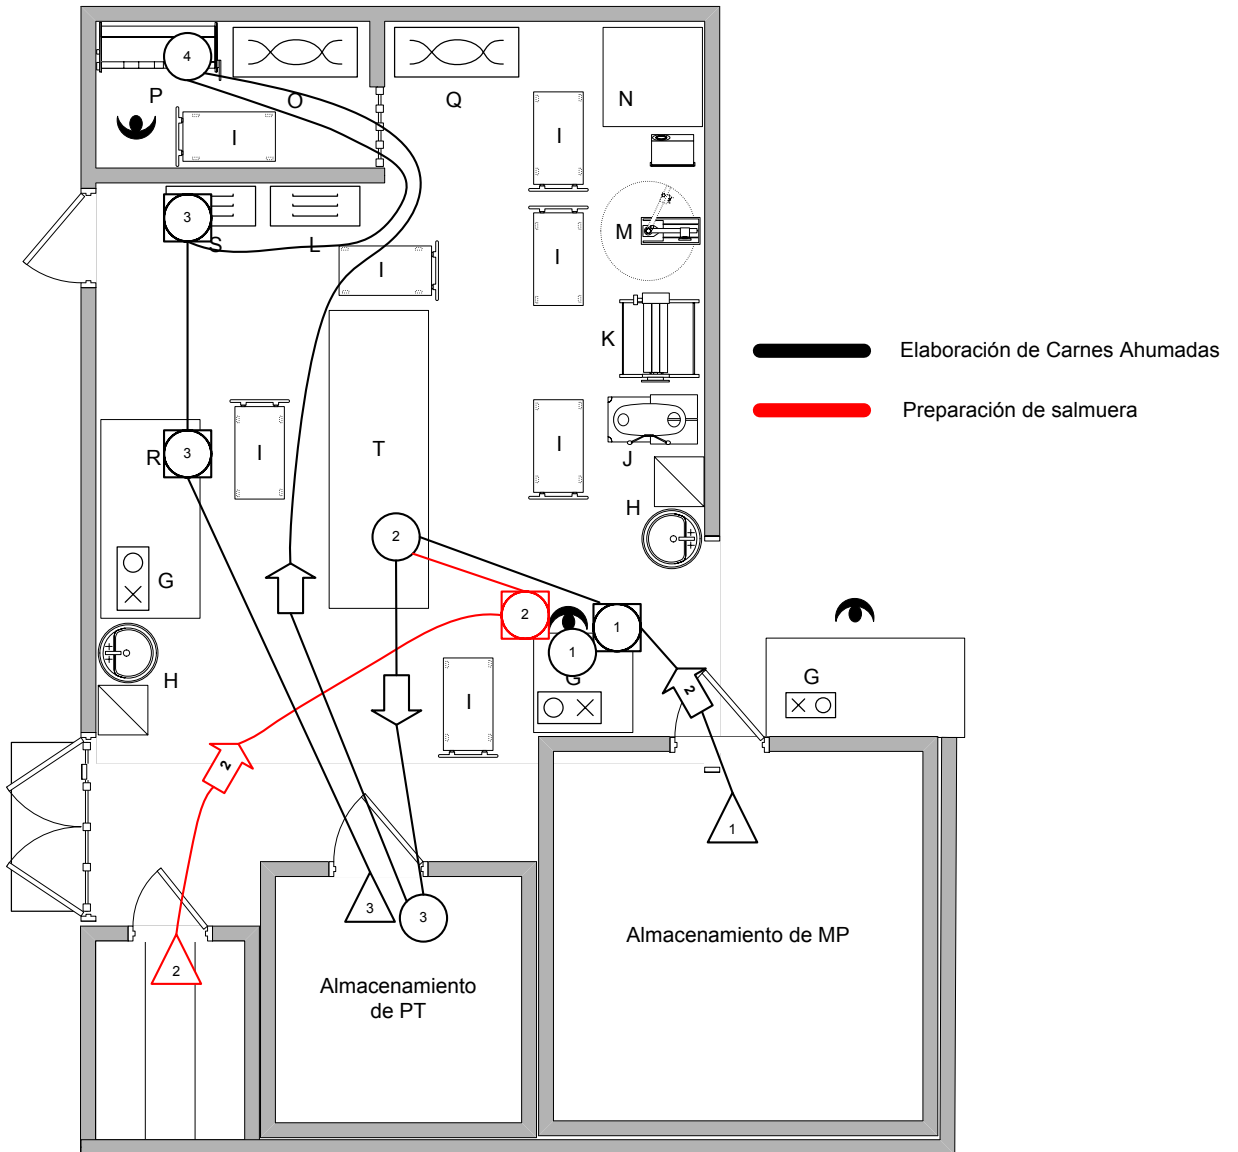 4
P
O
Q
N
I
I
3
S
L
I
I
M
K
Elaboración de Carnes Ahumadas
Preparación de salmuera
R
3
I
T
I
J
H
2
G
2
1
1
G
H
I
2
G
2
1
3
3
2
Almacenamiento de MP
Almacenamiento
de PT